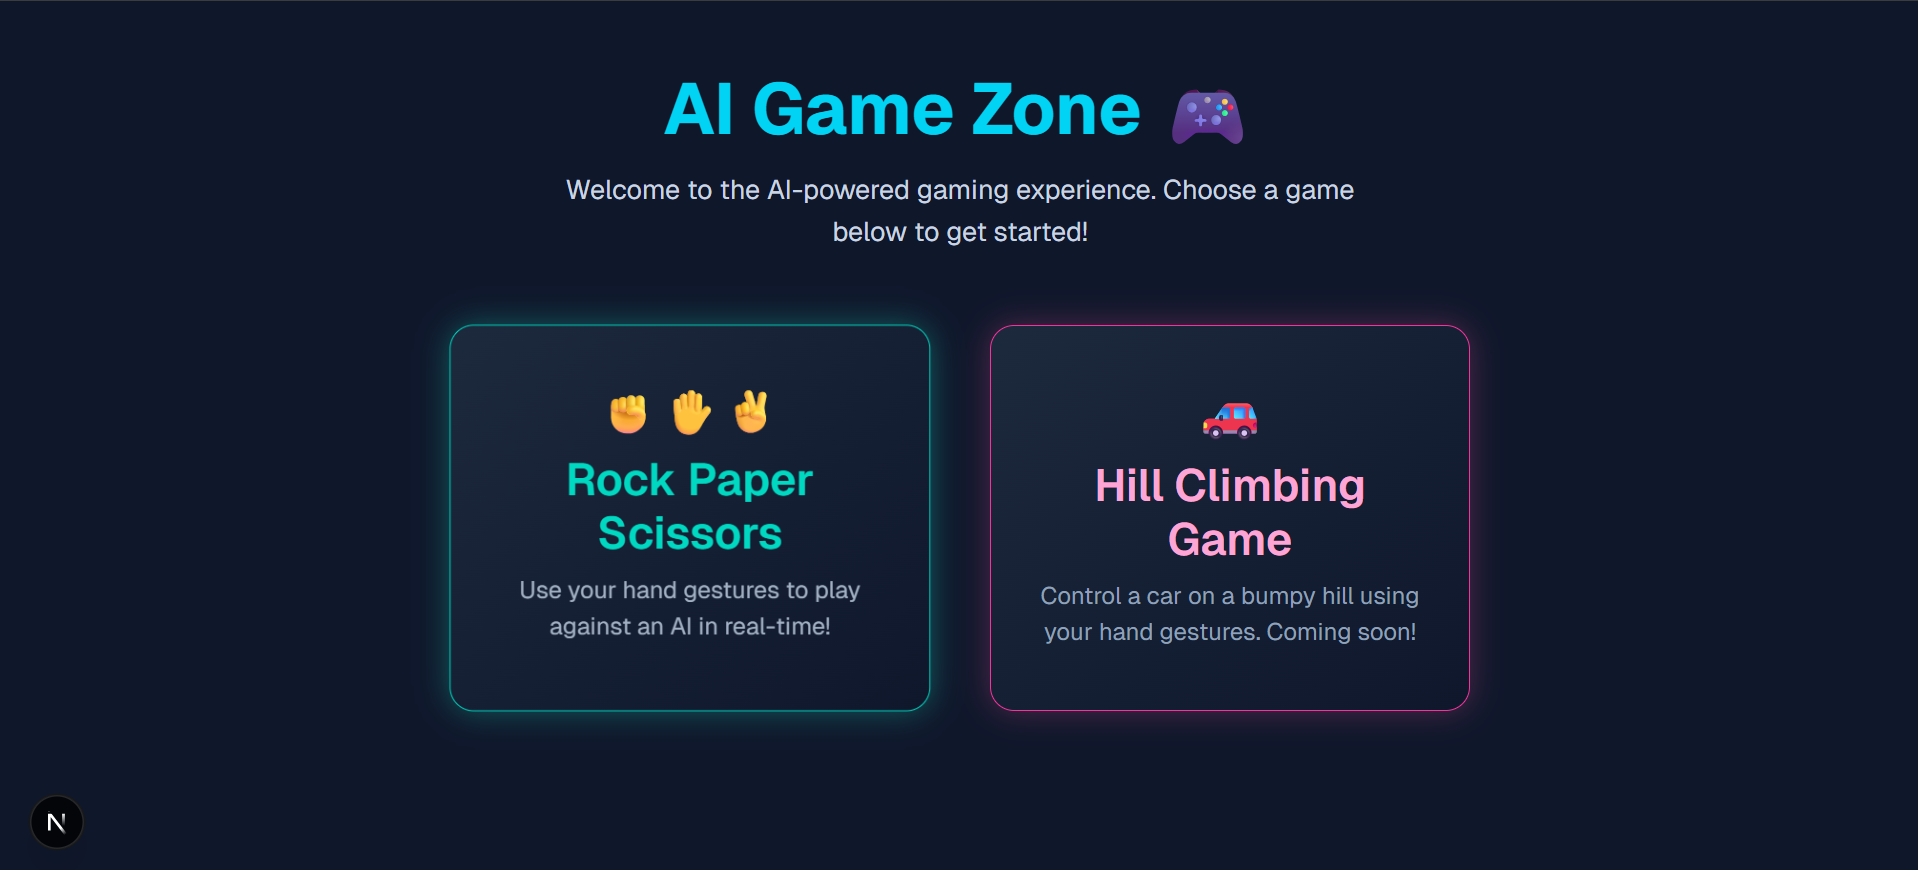 AI Game Zone
Welcome to the AI-powered gaming experience. Choose a game
below to get started!
Rock Paper
Scissors
Use your hand gestures to play
against an AI in real-time!
Hill Climbing
Game
Control a car on a bumpy hill using
your hand gestures. Coming soon!
N